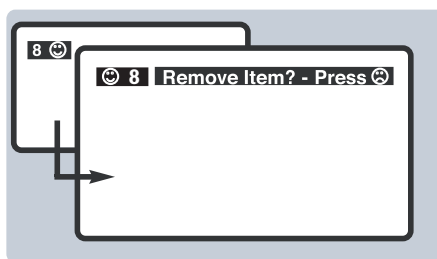 8 ☺
☺ 8 Remove Item? - Press ☹